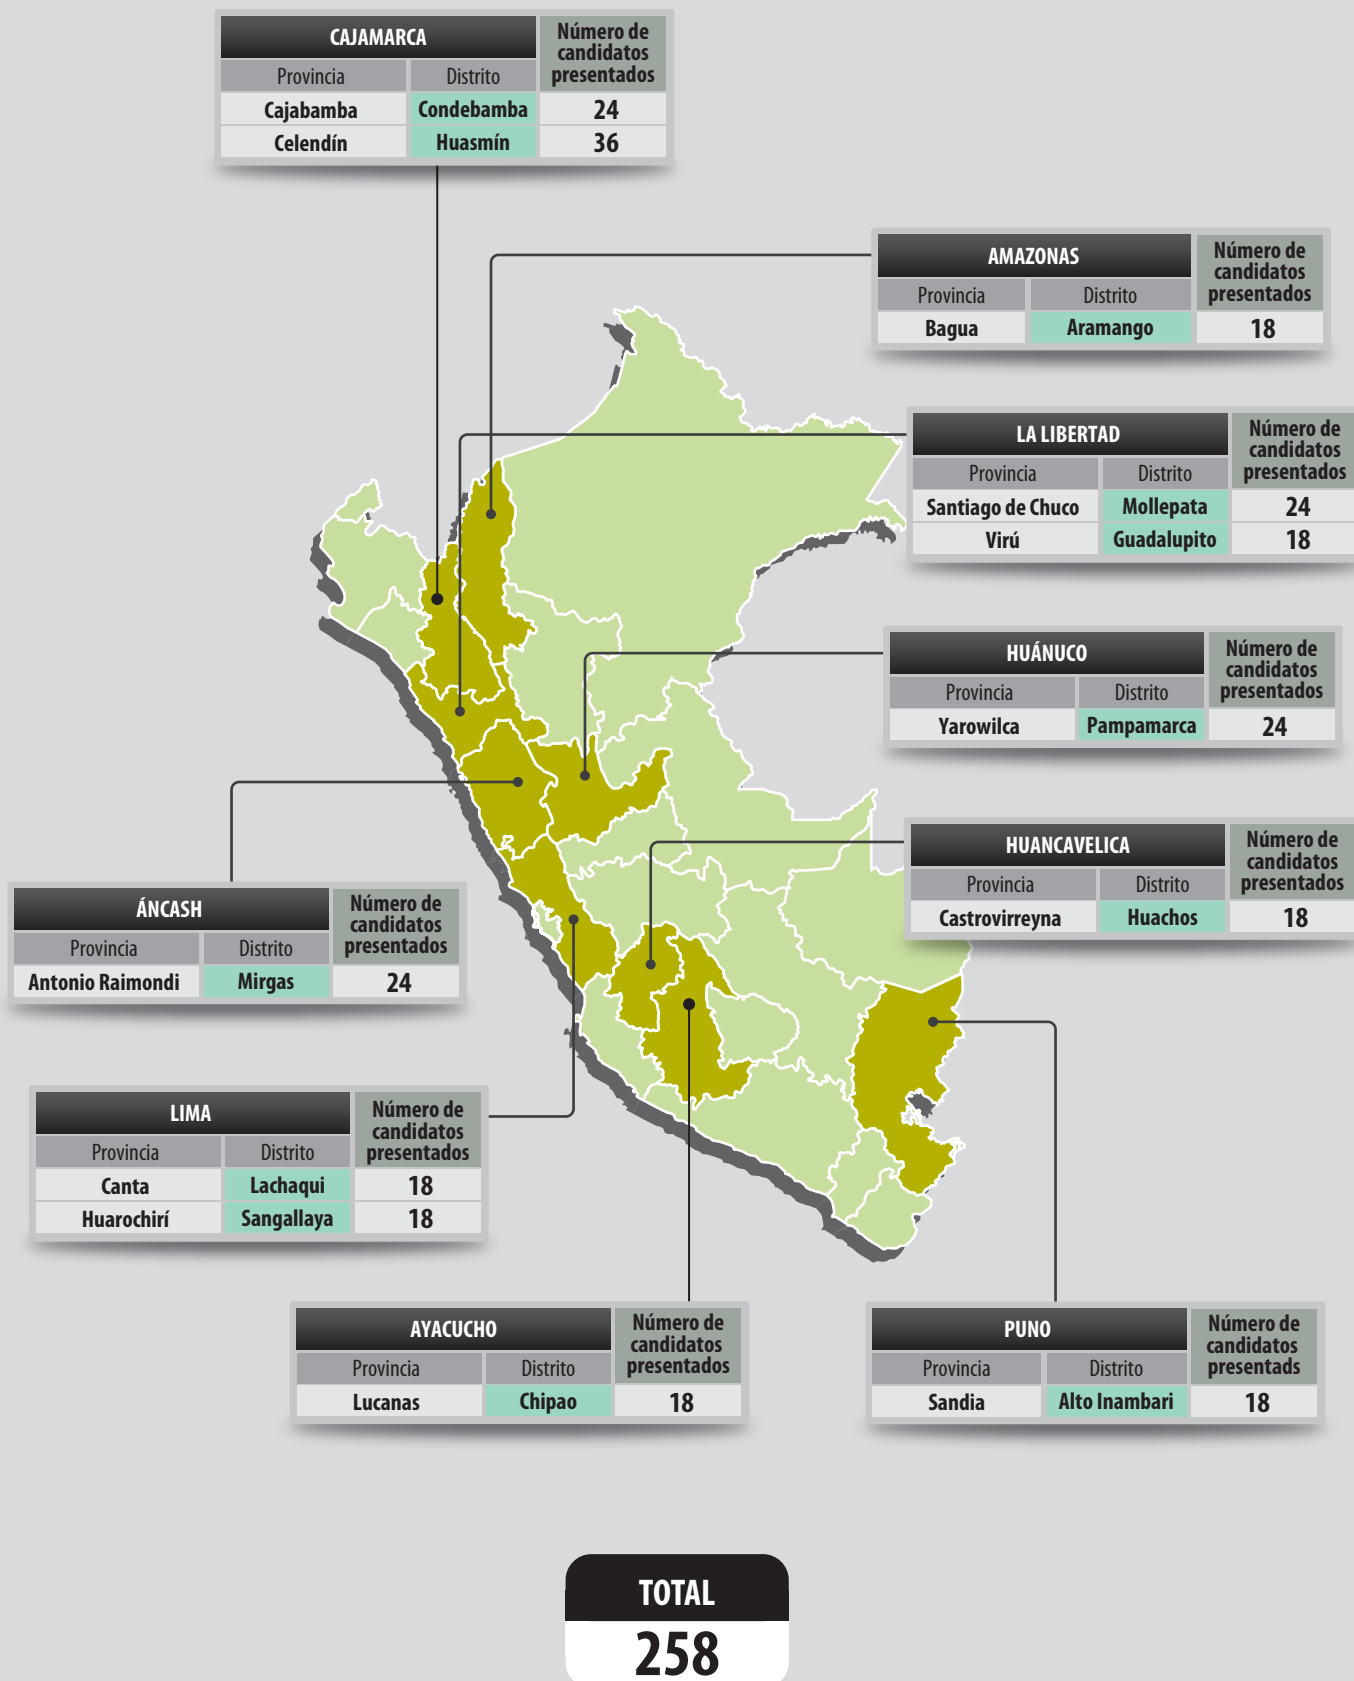 CAJAMARCA
Número de
candidatos
presentados
Provincia Distrito
Cajabamba Condebamba 24
Celendín Huasmín 36
AMAZONAS
Número de
candidatos
presentados
Provincia Distrito
Bagua Aramango 18
LA LIBERTAD
Número de
candidatos
presentados
Provincia Distrito
Santiago de Chuco Mollepata 24
Virú Guadalupito 18
HUÁNUCO
Número de
candidatos
presentados
Provincia Distrito
Yarowilca Pampamarca 24
HUANCAVELICA
Número de
candidatos
presentados
Provincia Distrito
Castrovirreyna Huachos 18
ÁNCASH
Número de
candidatos
presentados
Provincia Distrito
Antonio Raimondi Mirgas 24
LIMA
Número de
candidatos
presentados
Provincia Distrito
Canta Lachaqui 18
Huarochirí Sangallaya 18
AYACUCHO
Número de
candidatos
presentados
Provincia Distrito
Lucanas Chipao 18
PUNO
Número de
candidatos
presentads
Provincia Distrito
Sandia Alto Inambari 18
TOTAL
258